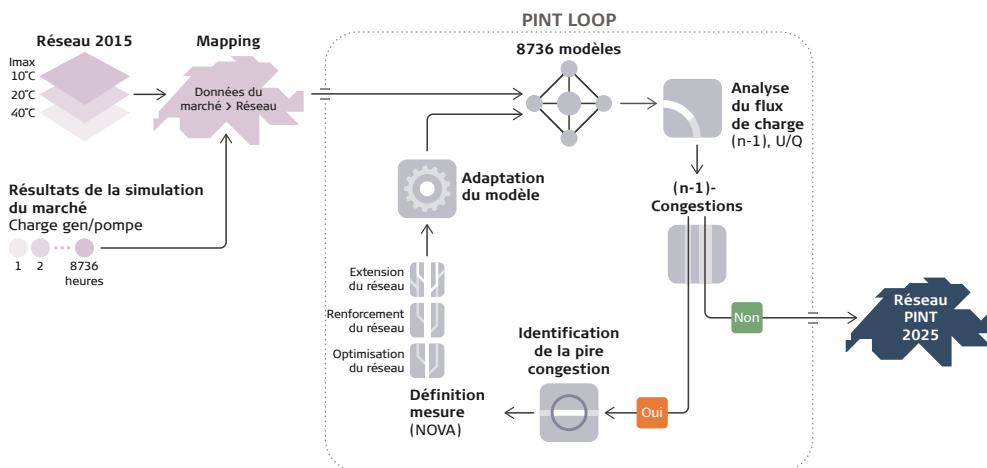 PINT LOOP
Réseau 2015
Imax
10°C
20°C
40°C
Mapping
Données du
marché > Réseau
Résultats de la simulation
du marché
Charge gen/pompe
1 2 8736
heures
8736 modèles
Analyse
du flux
de charge
(n-1), U/Q
Adaptation
du modèle
(n-1)-
Congestions
Extension
du réseau
Renforcement
du réseau
Optimisation
du réseau
Définition
mesure
(NOVA)
Identification
de la pire
congestion
Oui
Non
Réseau
PINT
2025